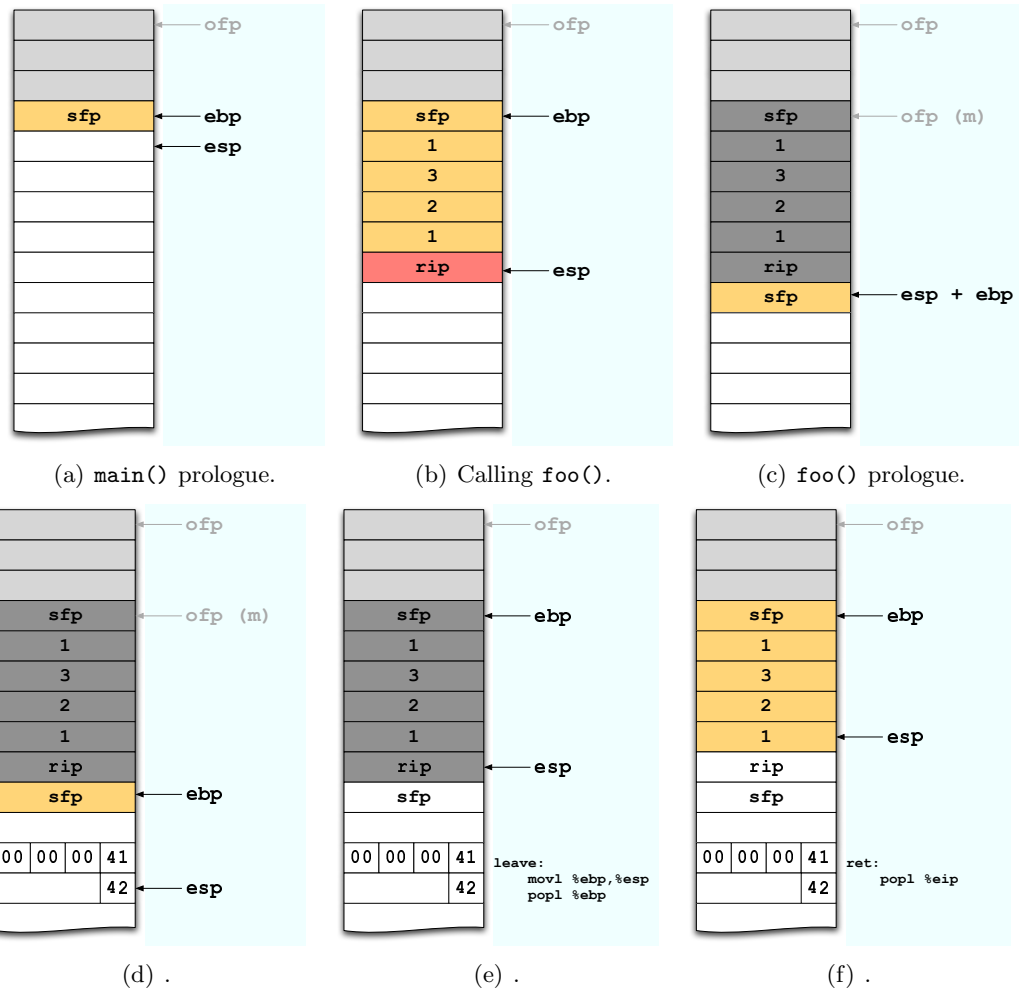 ofp
sfp
ebp
esp
(a) main() prologue.
ofp
sfp
ebp
1
3
2
1
rip
esp
(b) Calling foo().
ofp
sfp
ofp (m)
1
3
2
1
rip
sfp
esp + ebp
(c) foo() prologue.
ofp
sfp
ofp (m)
1
3
2
1
rip
sfp
ebp
00 00 00 41
42
esp
(d) .
ofp
sfp
ebp
1
3
2
1
rip
esp
sfp
00 00 00 41
42
leave:
movl %ebp,%esp
popl %ebp
(e) .
ofp
sfp
ebp
1
3
2
1
esp
rip
sfp
00 00 00 41
42
ret:
popl %eip
(f) .